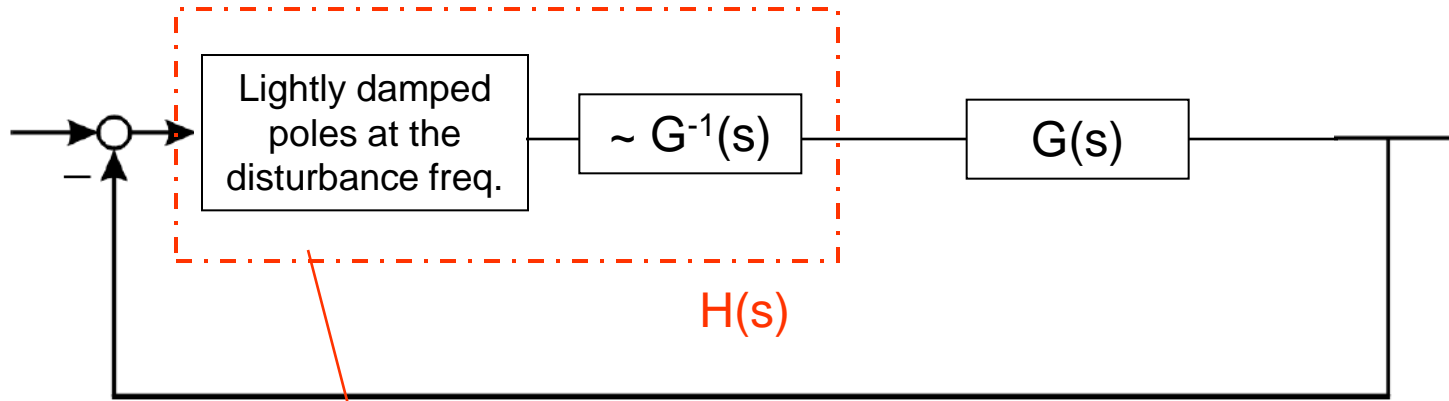 Lightly damped
poles at the
disturbance freq.
~ G-1(s)
G(s)
–
H(s)